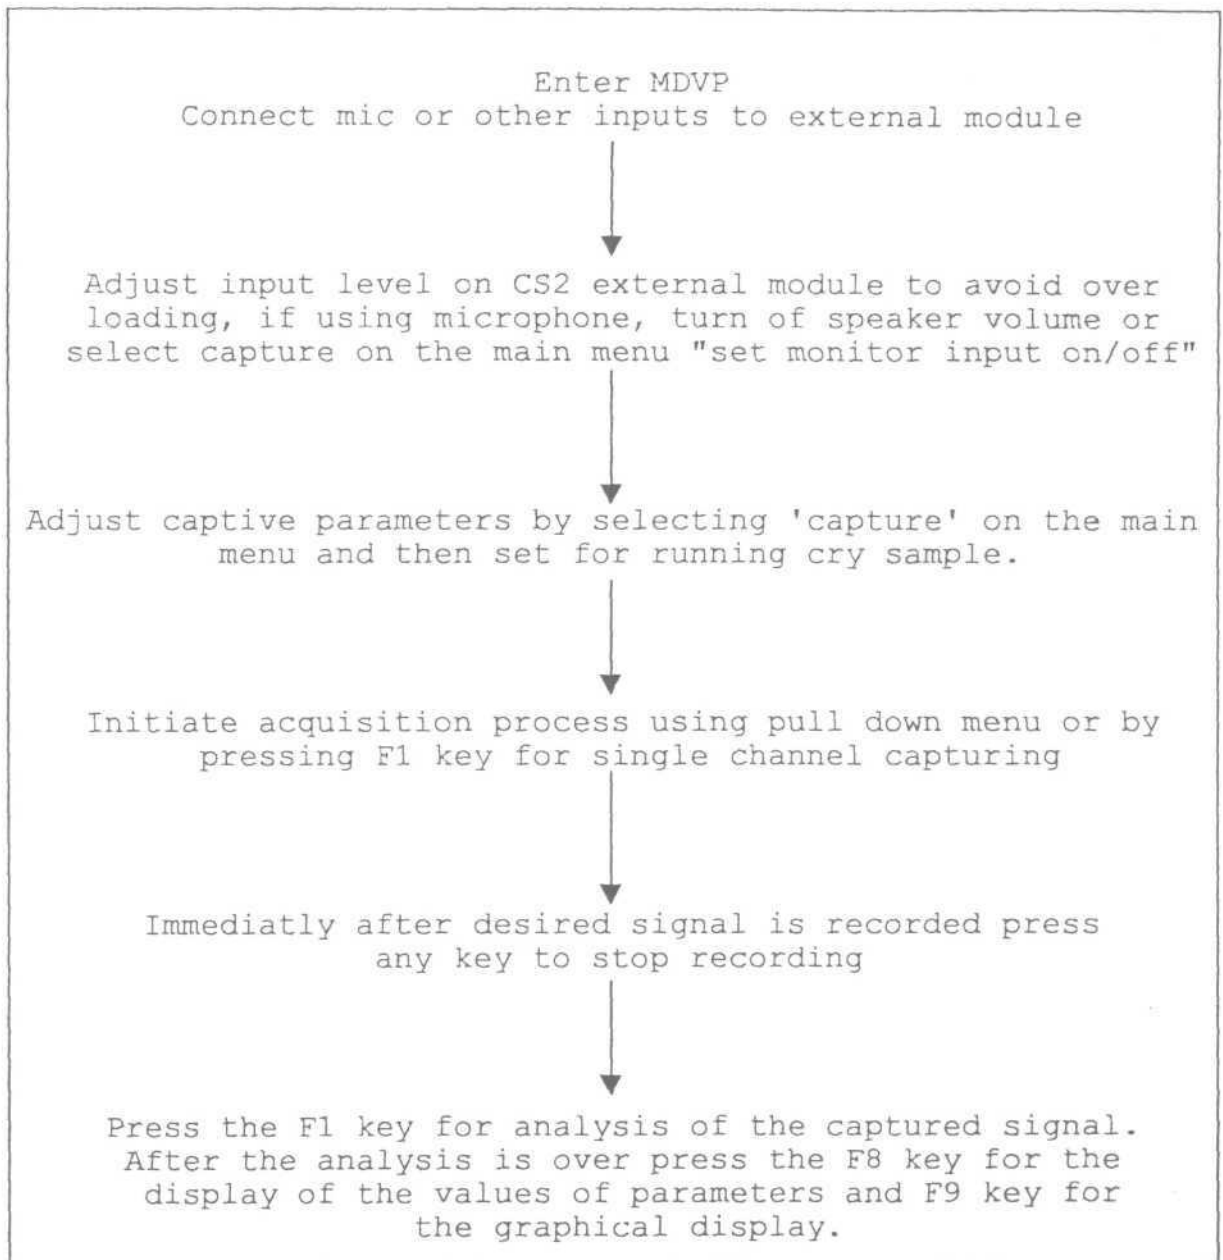 Enter MDVP
Connect mic or other inputs to external module
Adjust input level on CS2 external module to avoid over
loading, if using microphone, turn of speaker volume or
select capture on the main menu "set monitor input on/off"
Adjust captive parameters by selecting 'capture' on the main
menu and then set for running cry sample.
Initiate acquisition process using pull down menu or by
pressing F1 key for single channel capturing
Immediatly after desired signal is recorded press
any key to stop recording
Press the F1 key for analysis of the captured signal.
After the analysis is over press the F8 key for the
display of the values of parameters and F9 key for
the graphical display.